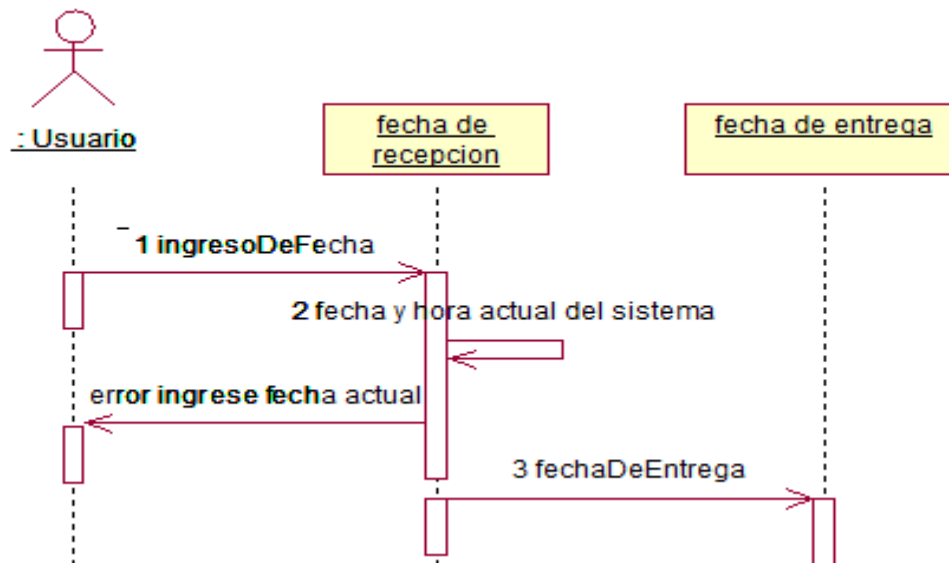 : Usuario
fecha de
recepcion
fecha de entrega
1 ingresoDeFecha
2 fecha y hora actual del sistema
error ingrese fecha actual
3 fechaDeEntrega